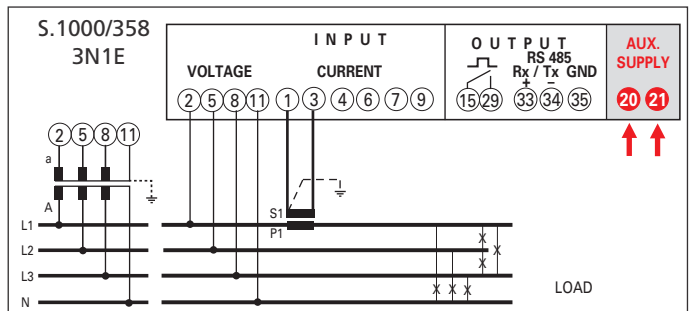 S.1000/358
3N1E
INPUT
VOLTAGE CURRENT
2 5 8 11 1 3 4 6 7 9
OUTPUT
RS 485
Rx / Tx GND
+ −
15 29 33 34 35
AUX.
SUPPLY
20 21
2 5 8 11
a
A
S1
P1
L1
L2
L3
N
X
X X
X
X X X
LOAD